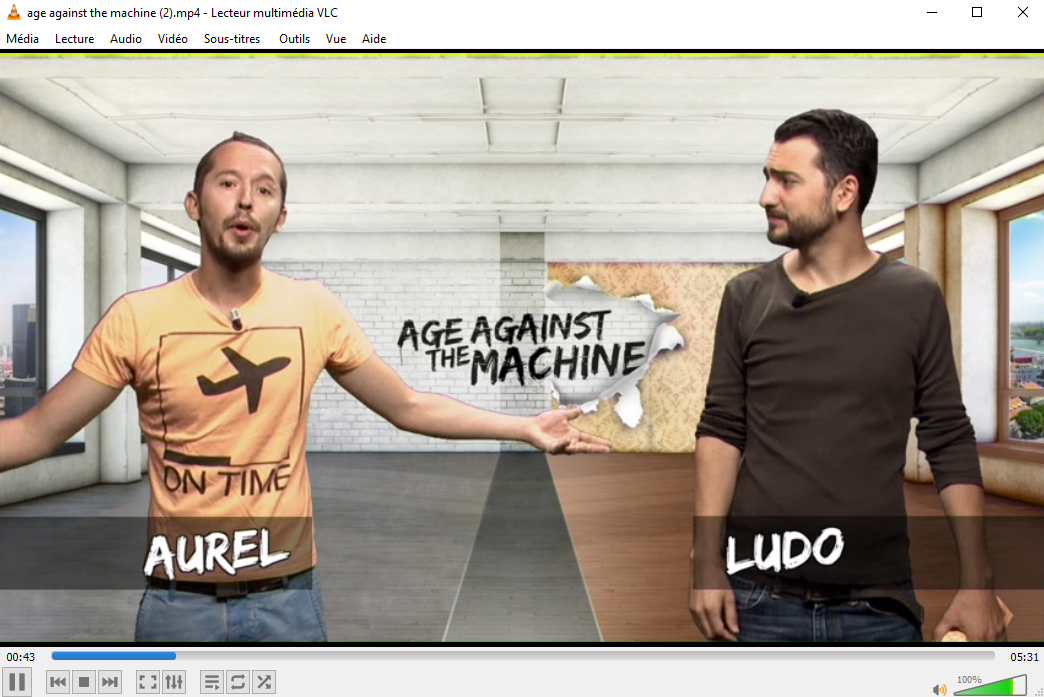 age against the machine (2).mp4 - Lecteur multimédia VLC
Média Lecture Audio Vidéo Sous-titres Outils Vue Aide
AGE AGAINST
THE MACHINE
ON TIME
AUREL
LUDO
00:43
05:31
100%